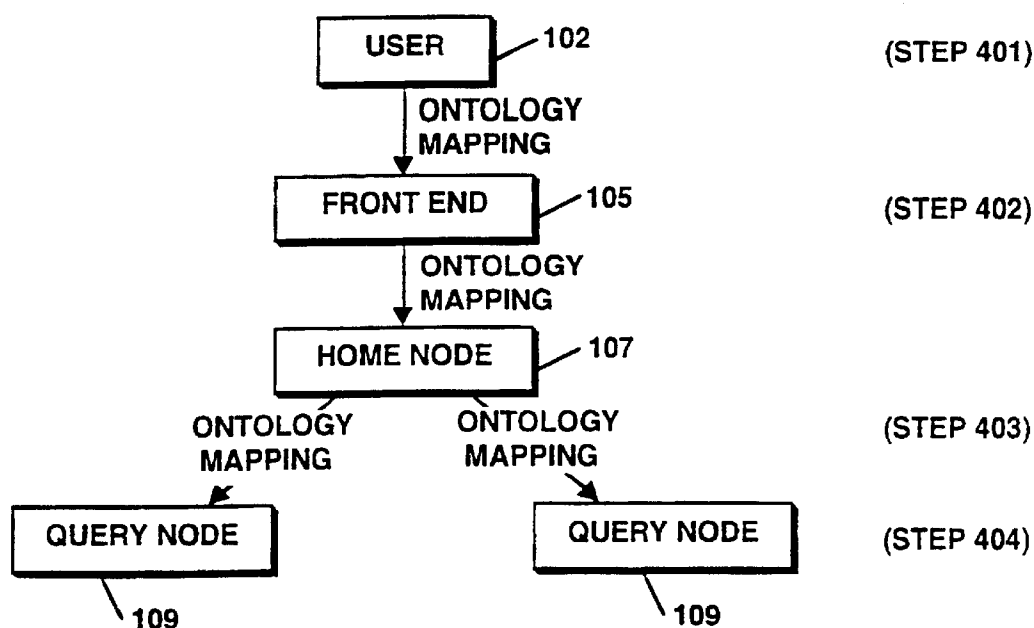 USER 102 (STEP 401)
ONTOLOGY
MAPPING
FRONT END 105 (STEP 402)
ONTOLOGY
MAPPING
HOME NODE 107
ONTOLOGY
MAPPING
ONTOLOGY
MAPPING
(STEP 403)
QUERY NODE
QUERY NODE
(STEP 404)
109
109